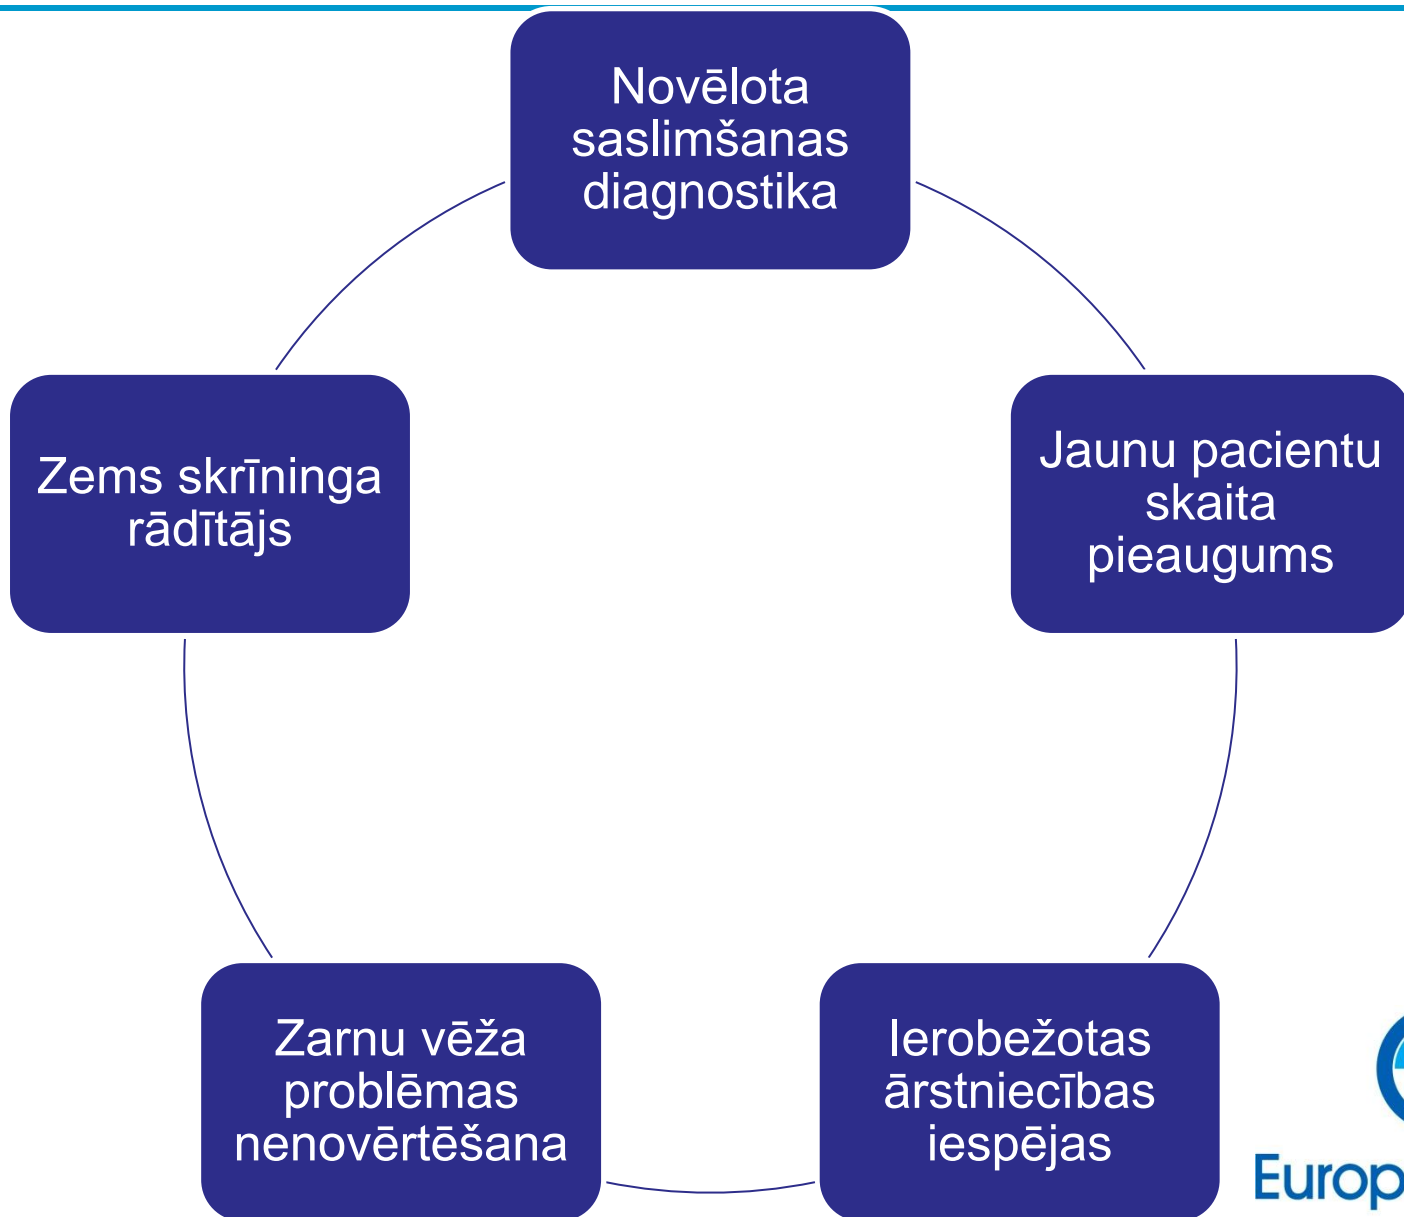 Novēlota
saslimšanas
diagnostika
Zems skrīninga
rādītājs
Jaunu pacientu
skaita
pieaugums
Zarnu vēža
problēmas
nenovērtēšana
Ierobežotas
ārstniecības
iespējas
Europ